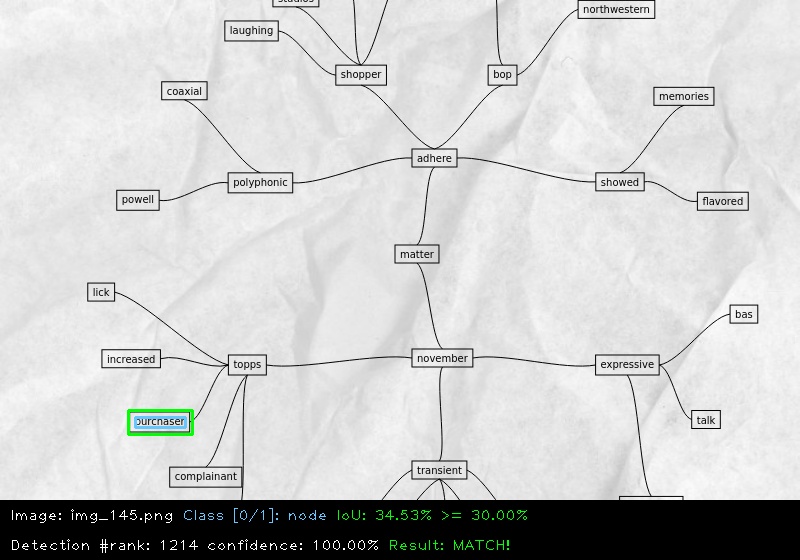 studios
northwestern
laughing
shopper
bop
coaxial
memories
adhere
polyphonic
showed
powell
flavored
matter
lick
bas
november
increased
topps
expressive
talk
complainant
transient
Image: img_145.png Class [0/1]: node IoU: 34.53% >= 30.00%
Detection #rank: 1214 confidence: 100.00% Result: MATCH!